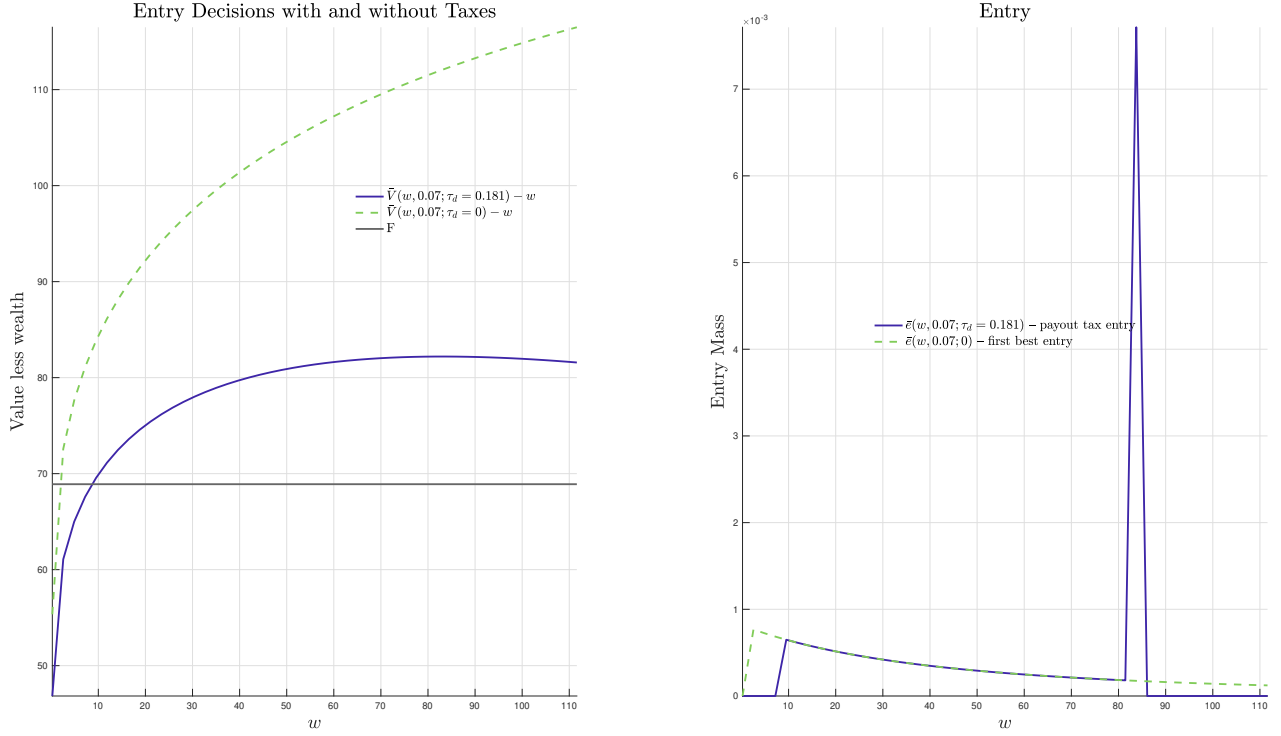 Entry Decisions with and without Taxes
Value less wealth
110
100
90
80
70
60
50
10 20 30 40 50 60 70 80 90 100 110
w
V̄(w, 0.07; τ_d = 0.181) − w
V̄(w, 0.07; τ_d = 0) − w
F
Entry
×10⁻³
Entry Mass
7
6
5
4
3
2
1
0
10 20 30 40 50 60 70 80 90 100 110
w
ē(w, 0.07; τ_d = 0.181) – payout tax entry
ē(w, 0.07; 0) – first best entry